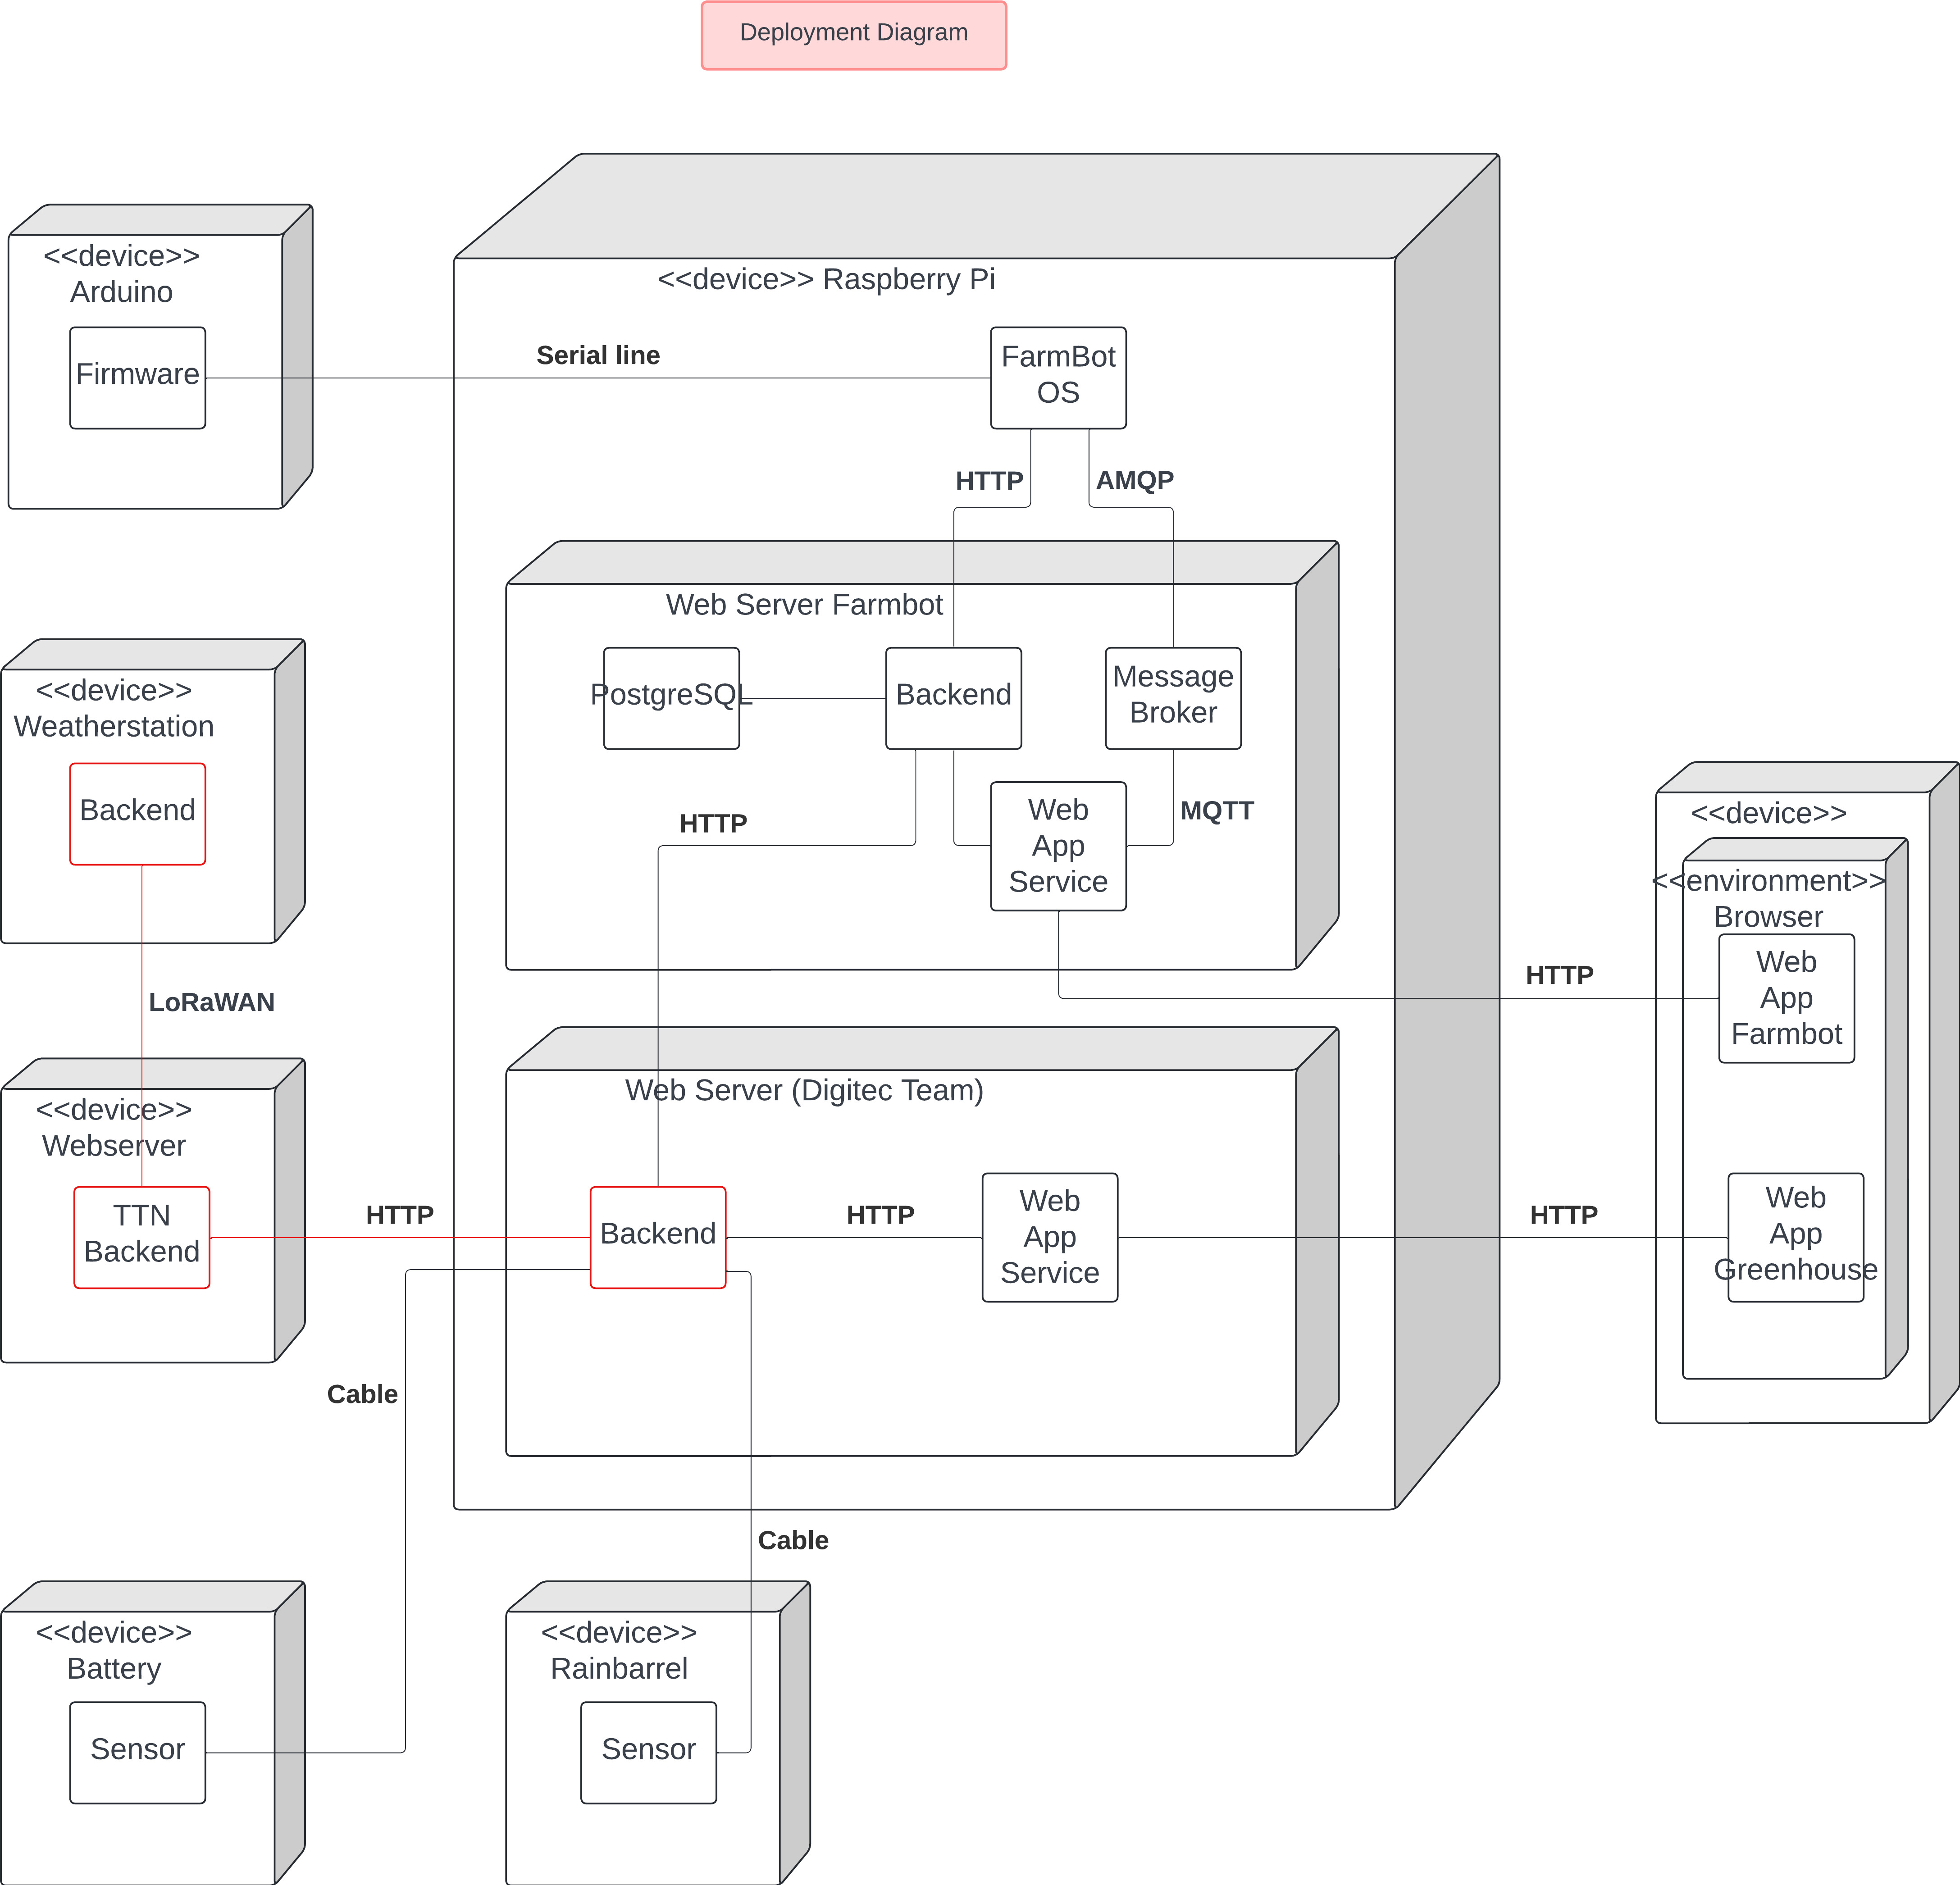 Deployment Diagram
<<device>>
Arduino
Firmware
Serial line
<<device>> Raspberry Pi
FarmBot
OS
HTTP
AMQP
Web Server Farmbot
PostgreSQL
Backend
Message
Broker
HTTP
Web
App
Service
MQTT
<<device>>
Weatherstation
Backend
LoRaWAN
<<device>>
Webserver
TTN
Backend
HTTP
Web Server (Digitec Team)
Backend
HTTP
Web
App
Service
HTTP
HTTP
<<device>>
<<environment>>
Browser
Web
App
Farmbot
Web
App
Greenhouse
Cable
Cable
<<device>>
Battery
Sensor
<<device>>
Rainbarrel
Sensor